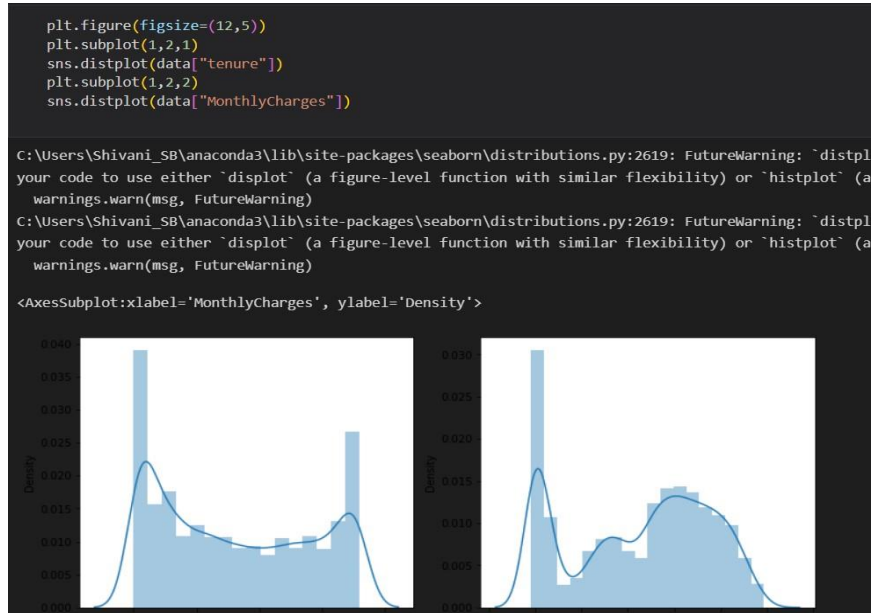 plt.figure(figsize=(12,5))
plt.subplot(1,2,1)
sns.distplot(data["tenure"])
plt.subplot(1,2,2)
sns.distplot(data["MonthlyCharges"])
C:\Users\Shivani_SB\anaconda3\lib\site-packages\seaborn\distributions.py:2619: FutureWarning: `distpl
your code to use either `displot` (a figure-level function with similar flexibility) or `histplot` (a
warnings.warn(msg, FutureWarning)
C:\Users\Shivani_SB\anaconda3\lib\site-packages\seaborn\distributions.py:2619: FutureWarning: `distpl
your code to use either `displot` (a figure-level function with similar flexibility) or `histplot` (a
warnings.warn(msg, FutureWarning)
<AxesSubplot:xlabel='MonthlyCharges', ylabel='Density'>
0.040
0.035
0.030
0.025
0.020
0.015
0.010
0.005
0.000
Density
0.030
0.025
0.020
0.015
0.010
0.005
0.000
Density